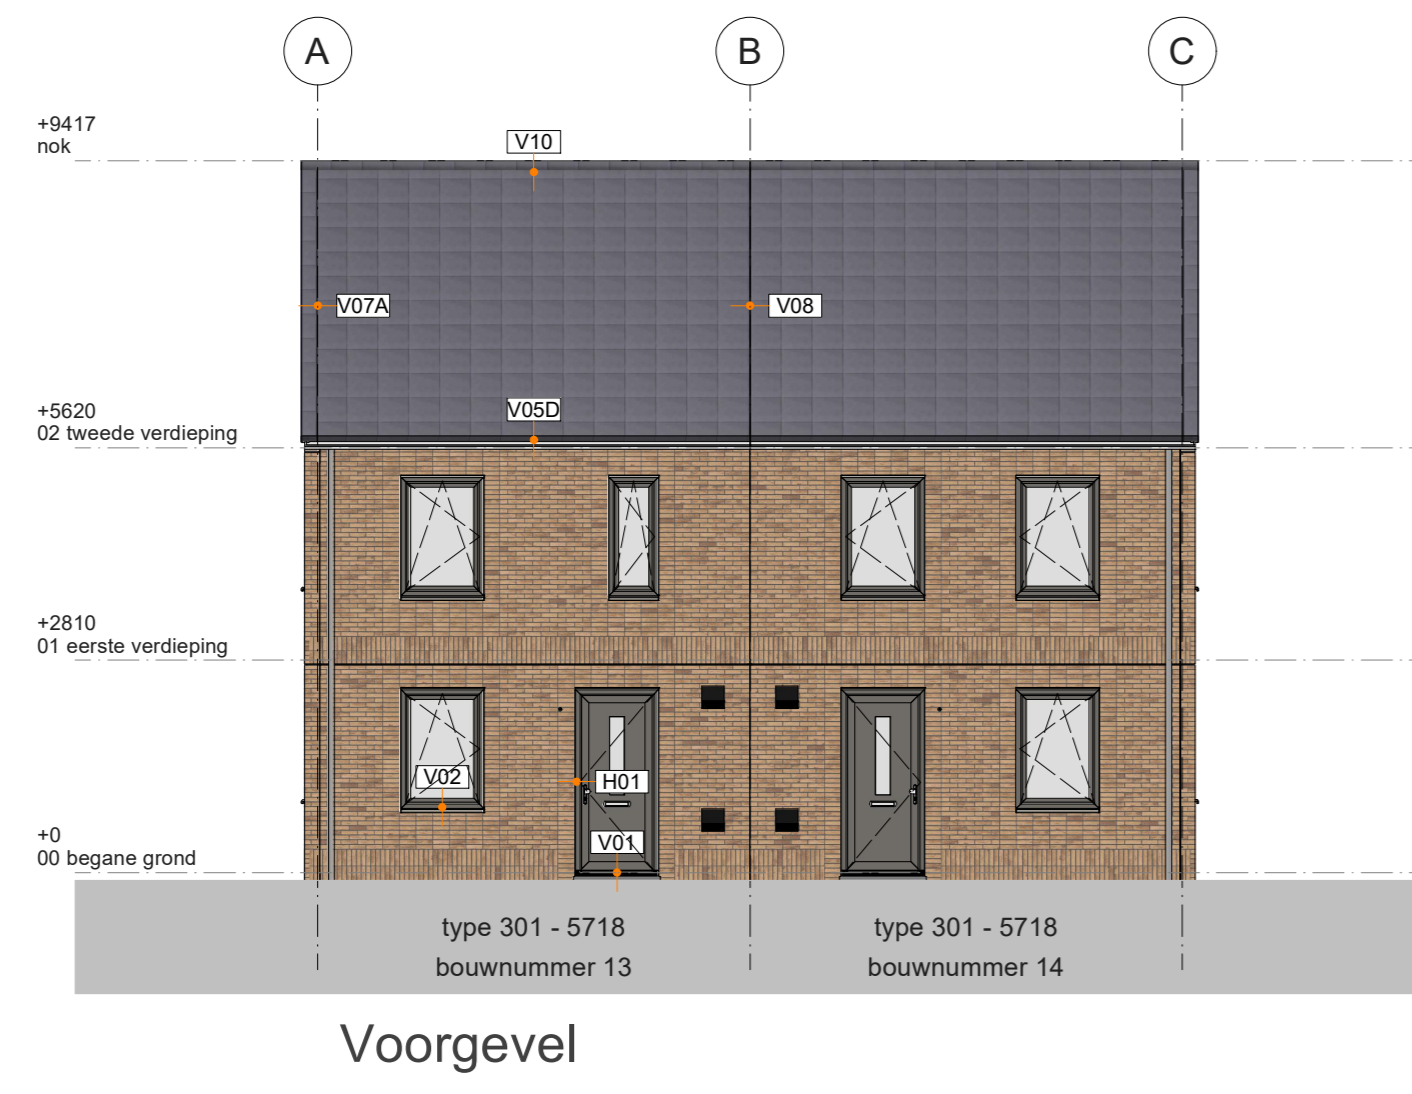 A
B
C
+9417
nok
V10
V07A
V08
+5620
02 tweede verdieping
V05D
+2810
01 eerste verdieping
V02
H01
+0
00 begane grond
V01
type 301 - 5718
bouwnummer 13
type 301 - 5718
bouwnummer 14
Voorgevel